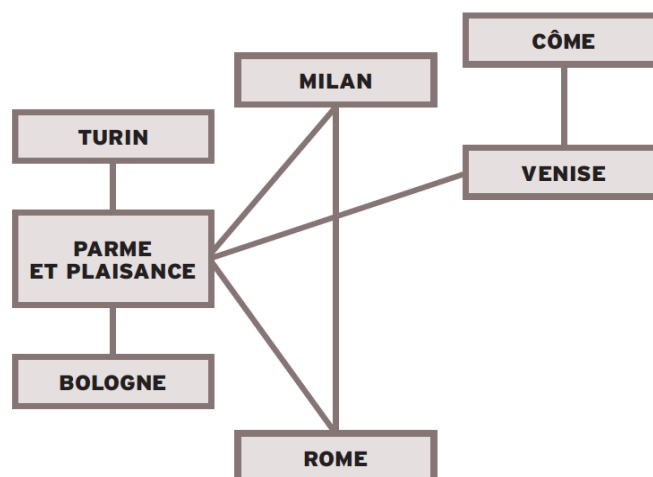 CÔME
MILAN
TURIN
VENISE
PARME
ET PLAISANCE
BOLOGNE
ROME